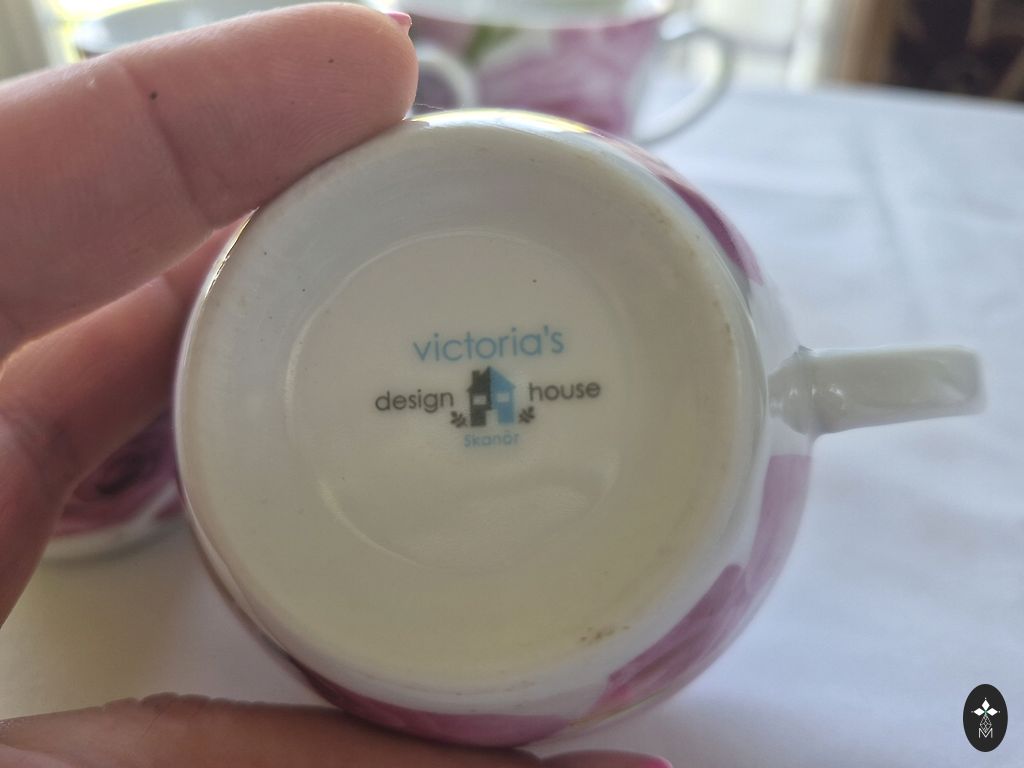 victoria's
design house
Skanör
M